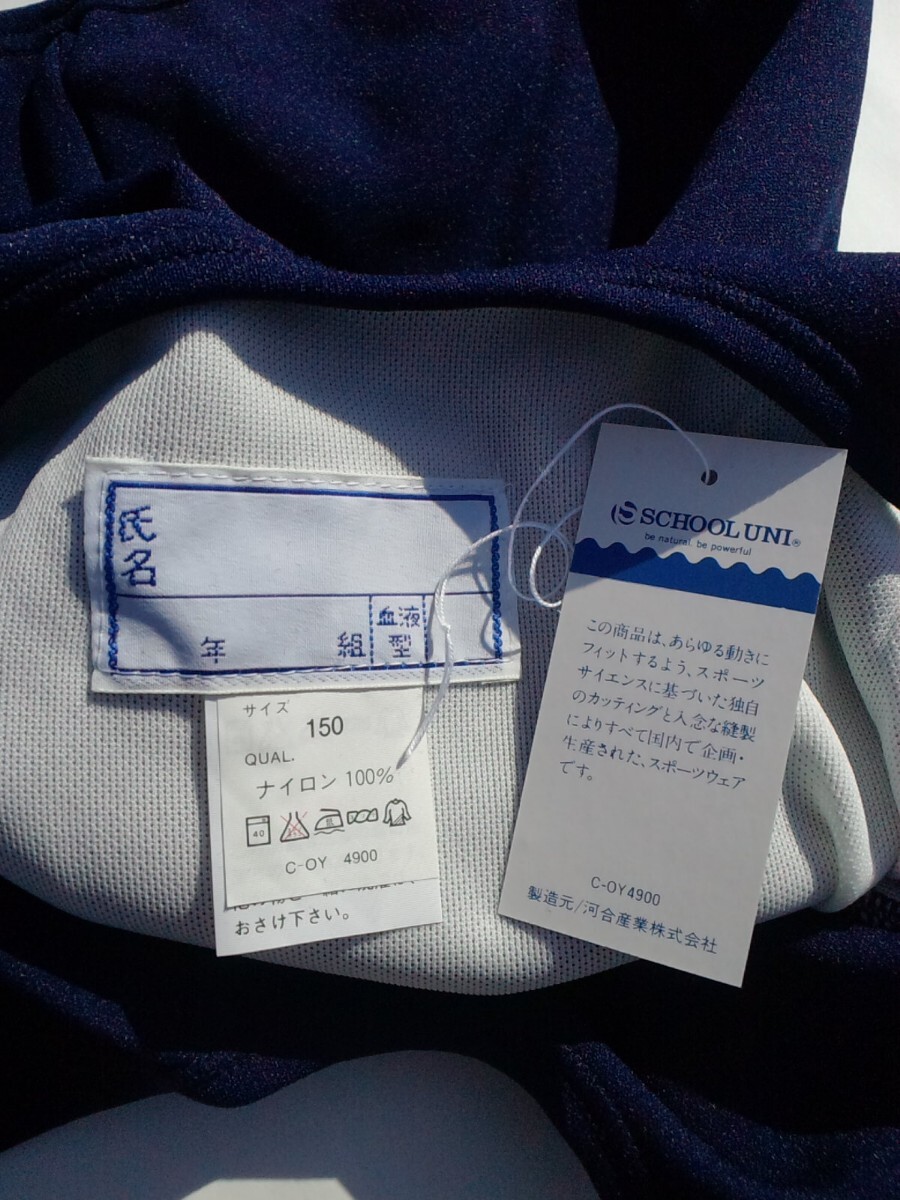 氏名
年 組 血液型
サイズ
150
QUAL.
ナイロン 100%
40
C-OY 4900
おさけ下さい。
SCHOOL UNI®
be natural. be powerful
この商品は、あらゆる動きに
フィットするよう、スポーツ
サイエンスに基づいた独自
のカッティングと入念な縫製
によりすべて国内で企画・
生産された、スポーツウェア
です。
C-OY4900
製造元/河合産業株式会社